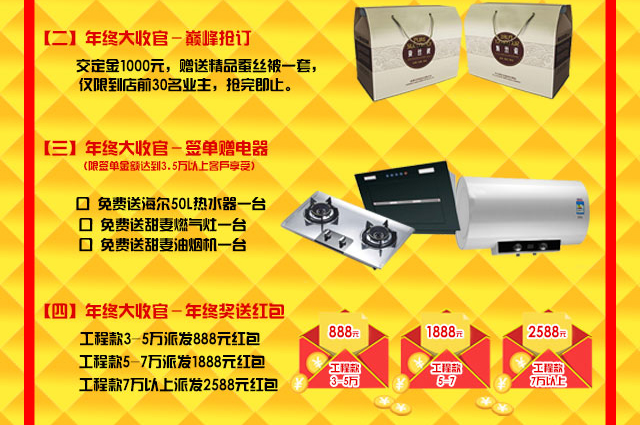 【二】年终大收官-巅峰抢订
交定金1000元，赠送精品蚕丝被一套，
仅限到店前30名业主，抢完即止。
【三】年终大收官-签单赠电器
(限签单金额达到3.5万以上客户享受)
口 免费送海尔50L热水器一台
口 免费送甜妻燃气灶一台
口 免费送甜妻油烟机一台
【四】年终大收官-年终奖送红包
工程款3-5万派发888元红包
工程款5-7万派发1888元红包
工程款7万以上派发2588元红包
888元
工程款
3-5万
1888元
工程款
5-7
2588元
工程款
7万以上